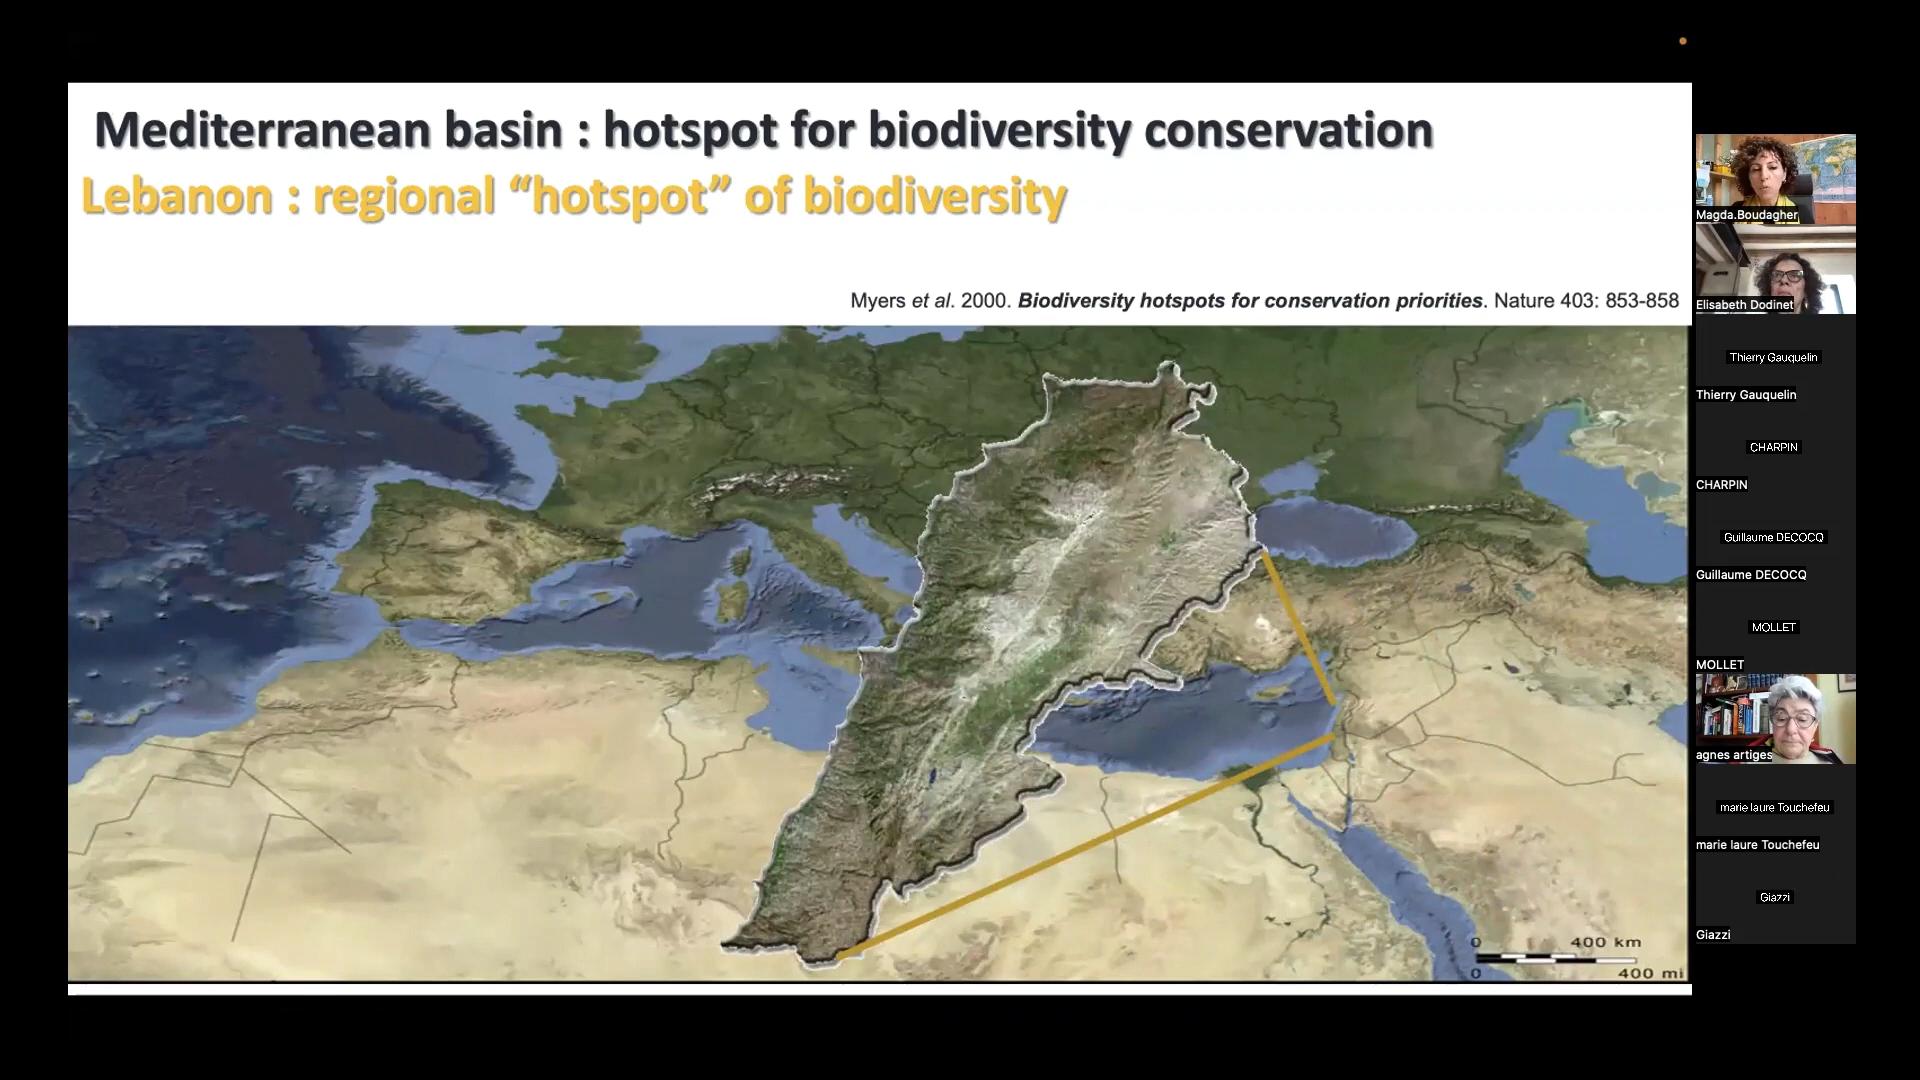 Mediterranean basin : hotspot for biodiversity conservation
Lebanon : regional “hotspot” of biodiversity
Myers et al. 2000. Biodiversity hotspots for conservation priorities. Nature 403: 853-858
0 400 km
0 400 mi
Magda.Boudagher
Elisabeth Dodinet
Thierry Gauquelin
Thierry Gauquelin
CHARPIN
CHARPIN
Guillaume DECOCQ
Guillaume DECOCQ
MOLLET
MOLLET
agnes artiges
marie laure Touchefeu
marie laure Touchefeu
Giazzi
Giazzi